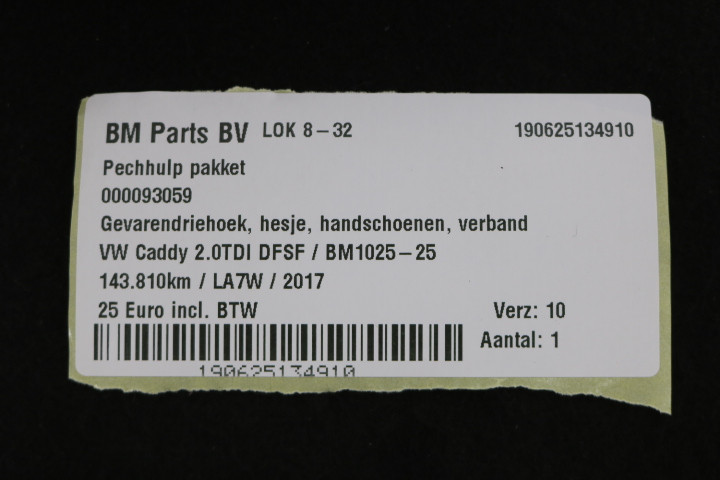 BM Parts BV LOK 8-32 190625134910
Pechhulp pakket
000093059
Gevarendriehoek, hesje, handschoenen, verband
VW Caddy 2.0TDI DFSF / BM1025-25
143.810km / LA7W / 2017
25 Euro incl. BTW Verz: 10
Aantal: 1
190625134910